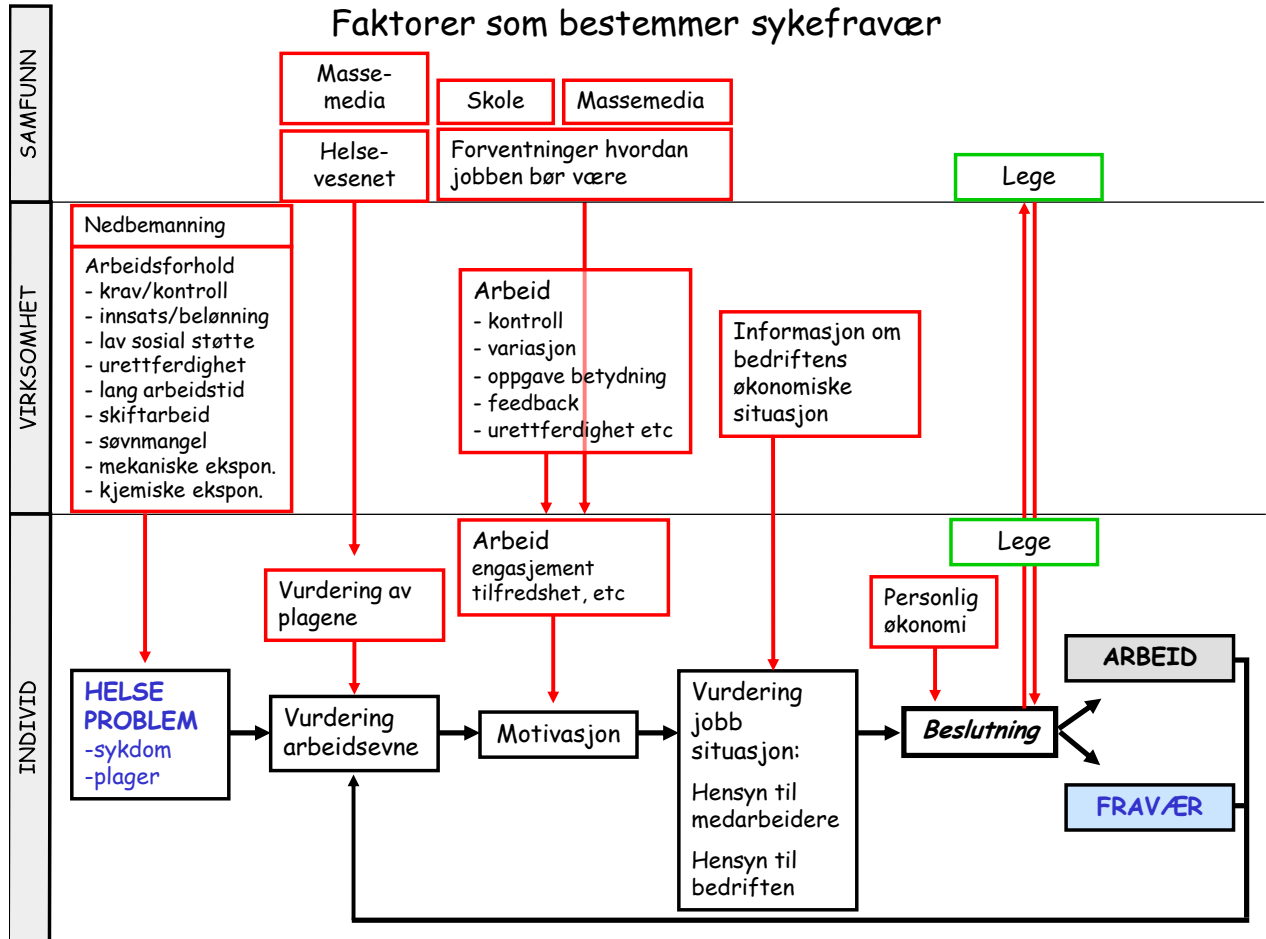 Faktorer som bestemmer sykefravær
SAMFUNN
Masse-
media
Helse-
vesenet
Skole
Massemedia
Forventninger hvordan
jobben bør være
Lege
VIRKSOMHET
Nedbemanning
Arbeidsforhold
- krav/kontroll
- innsats/belønning
- lav sosial støtte
- urettferdighet
- lang arbeidstid
- skiftarbeid
- søvnmangel
- mekaniske ekspon.
- kjemiske ekspon.
Arbeid
- kontroll
- variasjon
- oppgave betydning
- feedback
- urettferdighet etc
Informasjon om
bedriftens
økonomiske
situasjon
INDIVID
Lege
Arbeid
engasjement
tilfredshet, etc
Vurdering av
plagene
Personlig
økonomi
HELSE
PROBLEM
-sykdom
-plager
Vurdering
arbeidsevne
Motivasjon
Vurdering
jobb
situasjon:
Hensyn til
medarbeidere
Hensyn til
bedriften
Beslutning
ARBEID
FRAVÆR